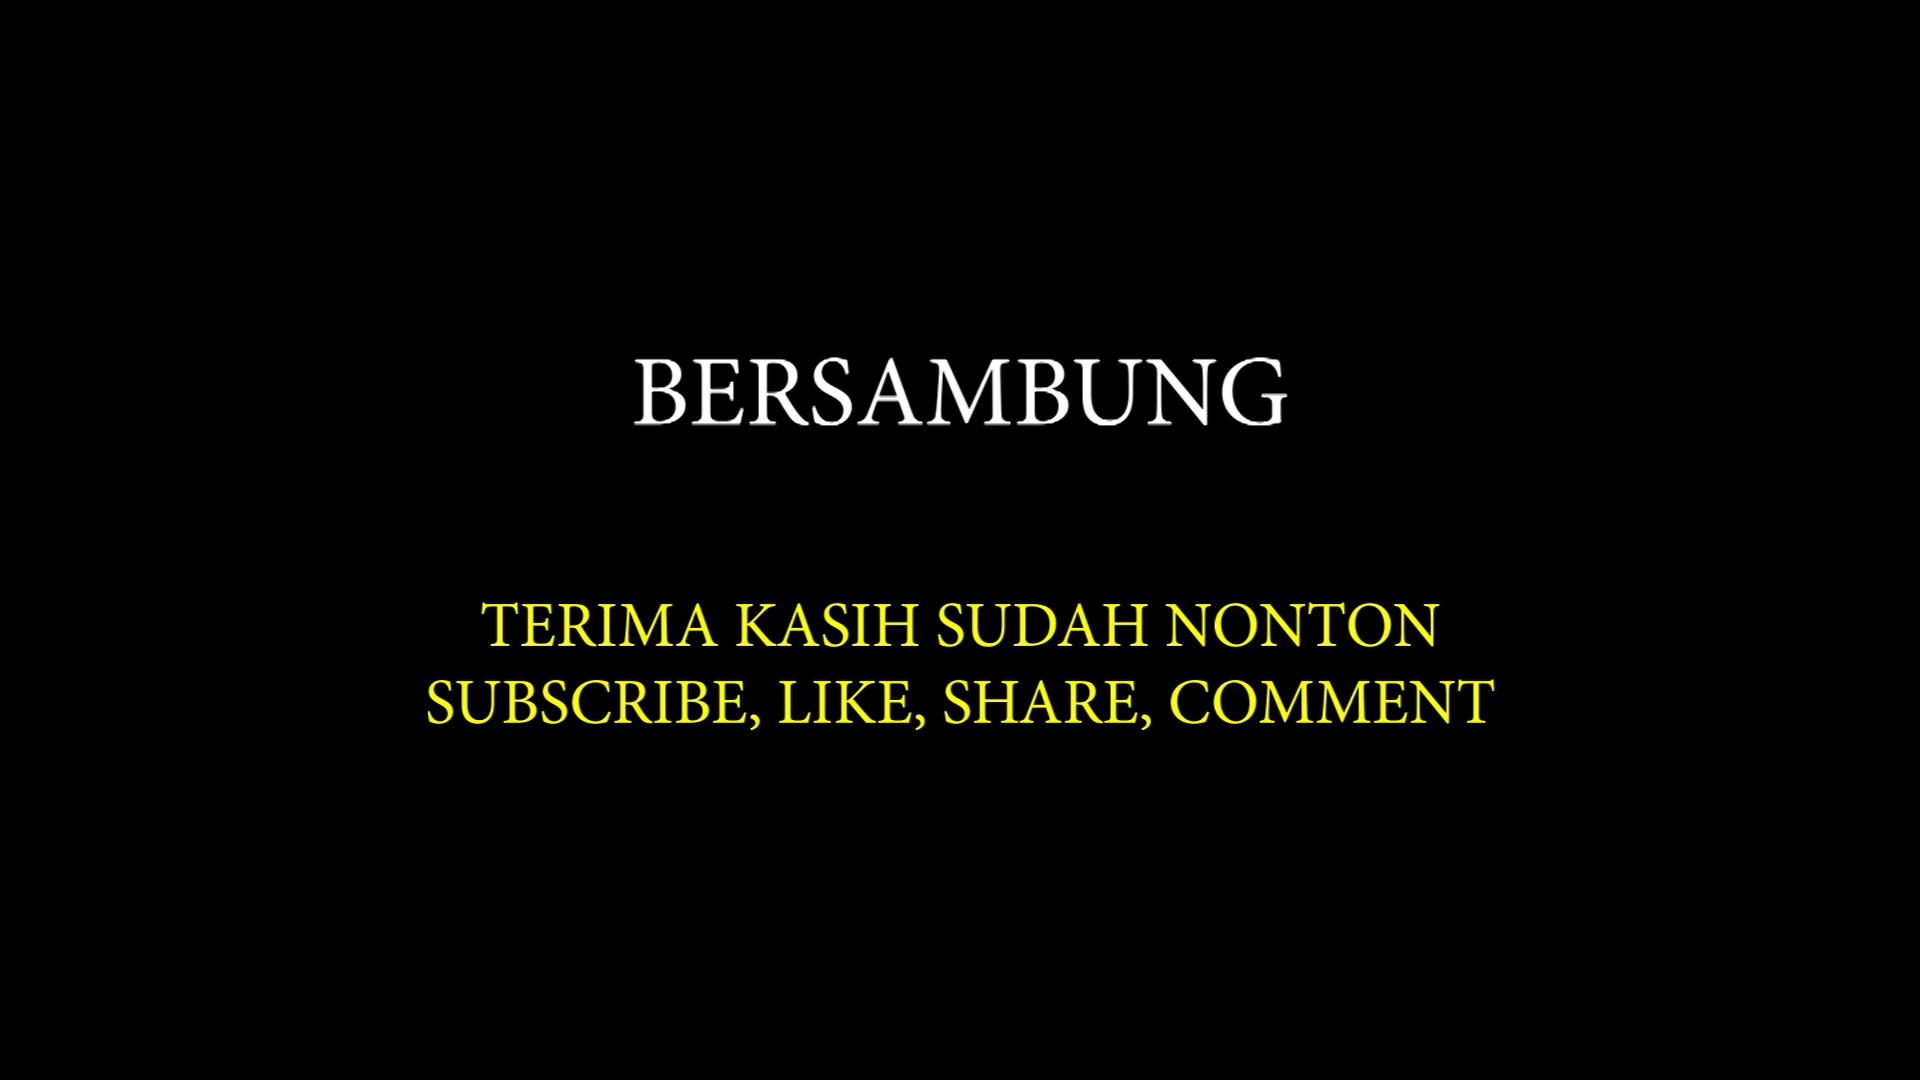 BERSAMBUNG
TERIMA KASIH SUDAH NONTON
SUBSCRIBE, LIKE, SHARE, COMMENT